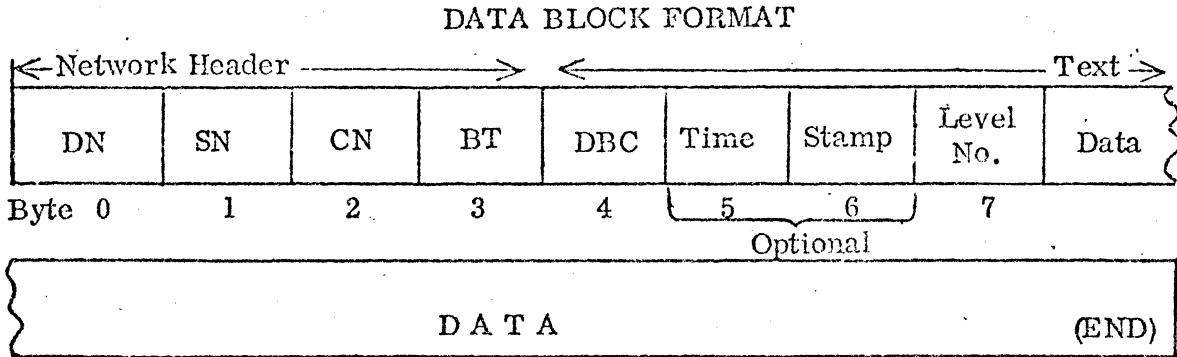 DATA BLOCK FORMAT
Network Header Text
DN SN CN BT DBC Time Stamp Level No. Data
Byte 0 1 2 3 4 5 6 7
Optional
D A T A (END)